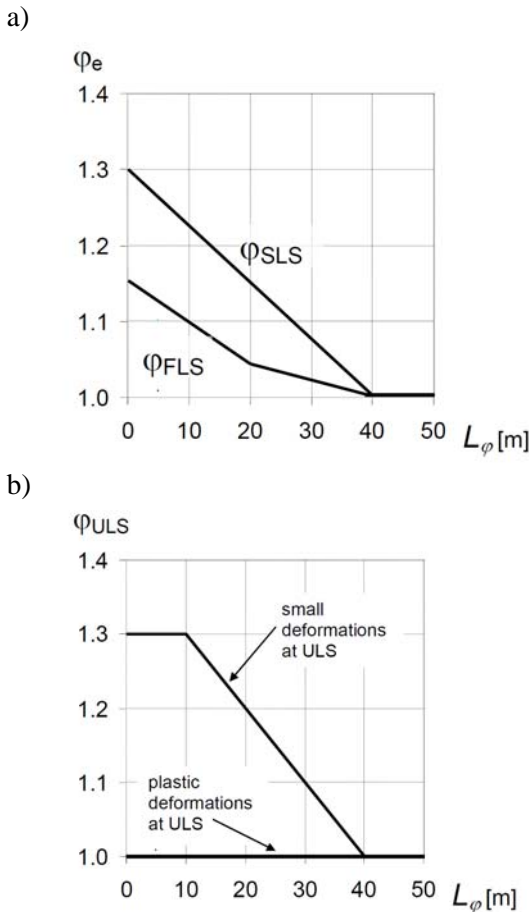 a)
φe
1.4
1.3
1.2
φSLS
1.1
φFLS
1.0
0 10 20 30 40 50
Lφ [m]
b)
φULS
1.4
small
deformations
at ULS
1.3
1.2
1.1
plastic
deformations
at ULS
1.0
0 10 20 30 40 50
Lφ [m]